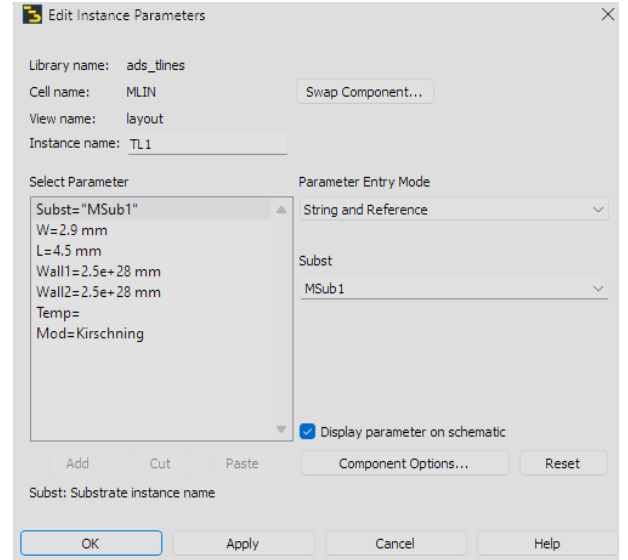 Edit Instance Parameters
Library name: ads_tlines
Cell name: MLIN
Swap Component...
View name: layout
Instance name: TL1
Select Parameter
Parameter Entry Mode
Subst="MSub1"
W=2.9 mm
L=4.5 mm
Wall1=2.5e+28 mm
Wall2=2.5e+28 mm
Temp=
Mod=Kirschning
String and Reference
Subst
MSub1
Display parameter on schematic
Add Cut Paste
Component Options... Reset
Subst: Substrate instance name
OK Apply Cancel Help